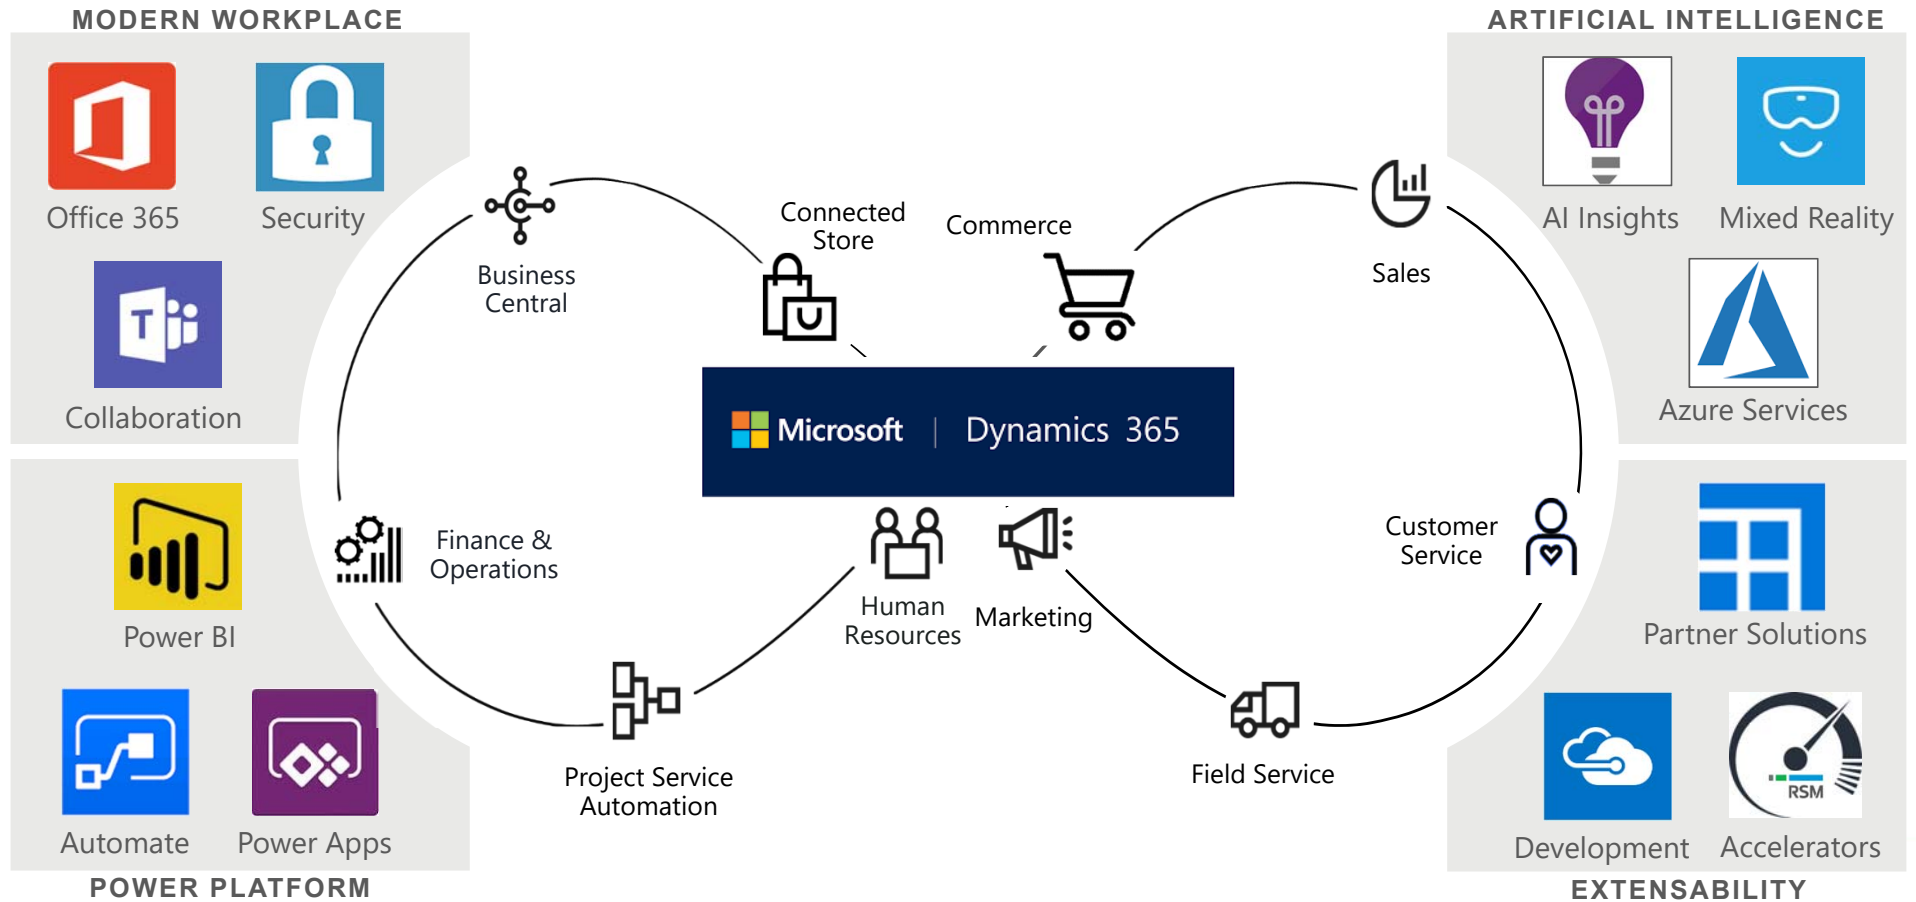 MODERN WORKPLACE
ARTIFICIAL INTELLIGENCE
Office 365
Security
T
Collaboration
AI Insights
Mixed Reality
Azure Services
Business
Central
Connected
Store
Commerce
Sales
Microsoft | Dynamics 365
Finance &
Operations
Human
Resources
Marketing
Customer
Service
Project Service
Automation
Field Service
Power BI
Automate
Power Apps
POWER PLATFORM
Partner Solutions
Development
RSM
Accelerators
EXTENSABILITY